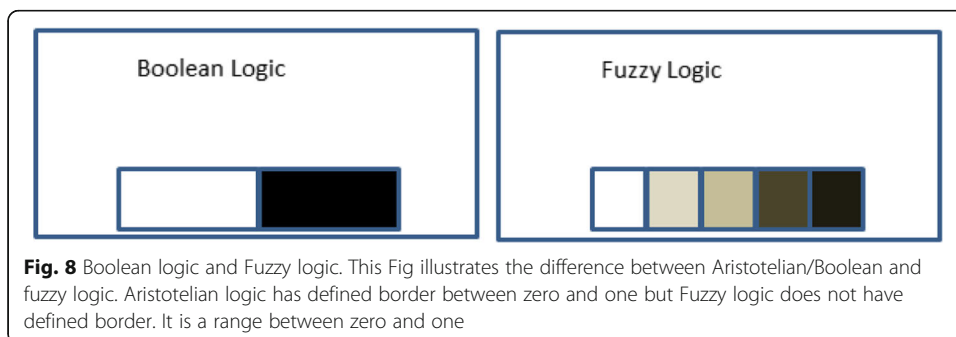 Boolean Logic
Fuzzy Logic
Fig. 8 Boolean logic and Fuzzy logic. This Fig illustrates the difference between Aristotelian/Boolean and
fuzzy logic. Aristotelian logic has defined border between zero and one but Fuzzy logic does not have
defined border. It is a range between zero and one